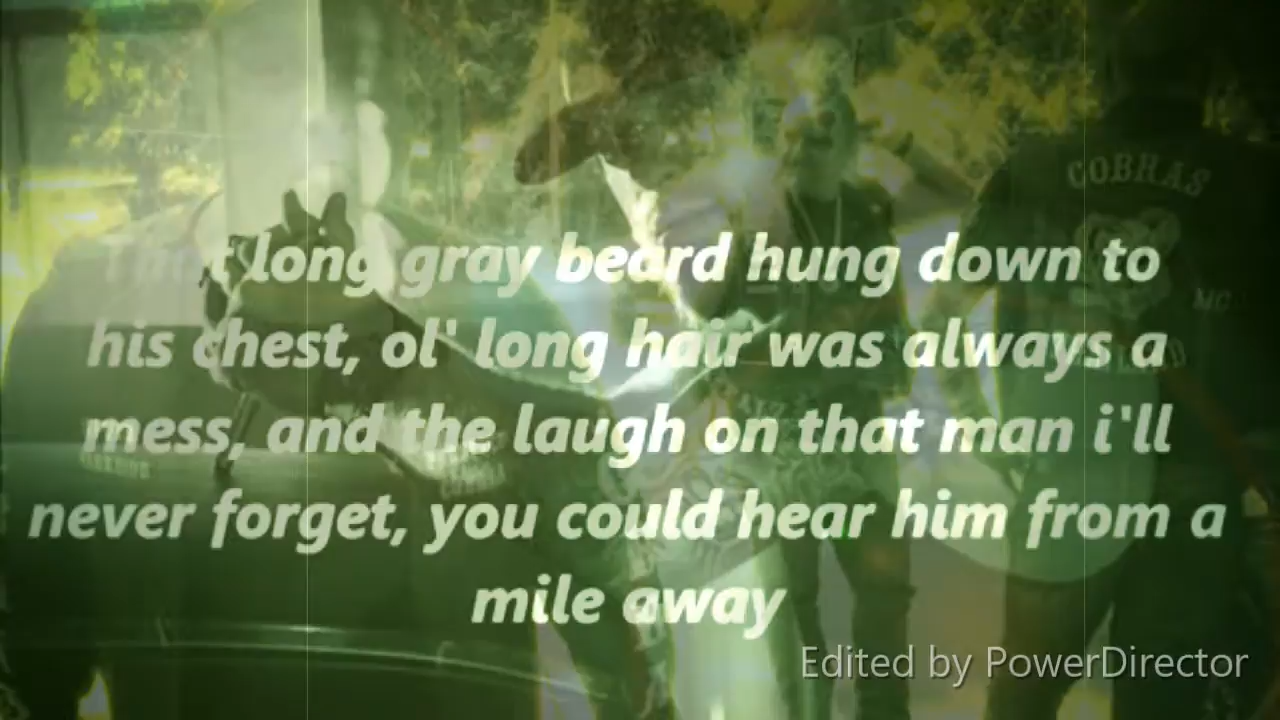 COBRAS
MC
That long gray beard hung down to
his chest, ol' long hair was always a
mess, and the laugh on that man i'll
never forget, you could hear him from a
mile away
Edited by PowerDirector